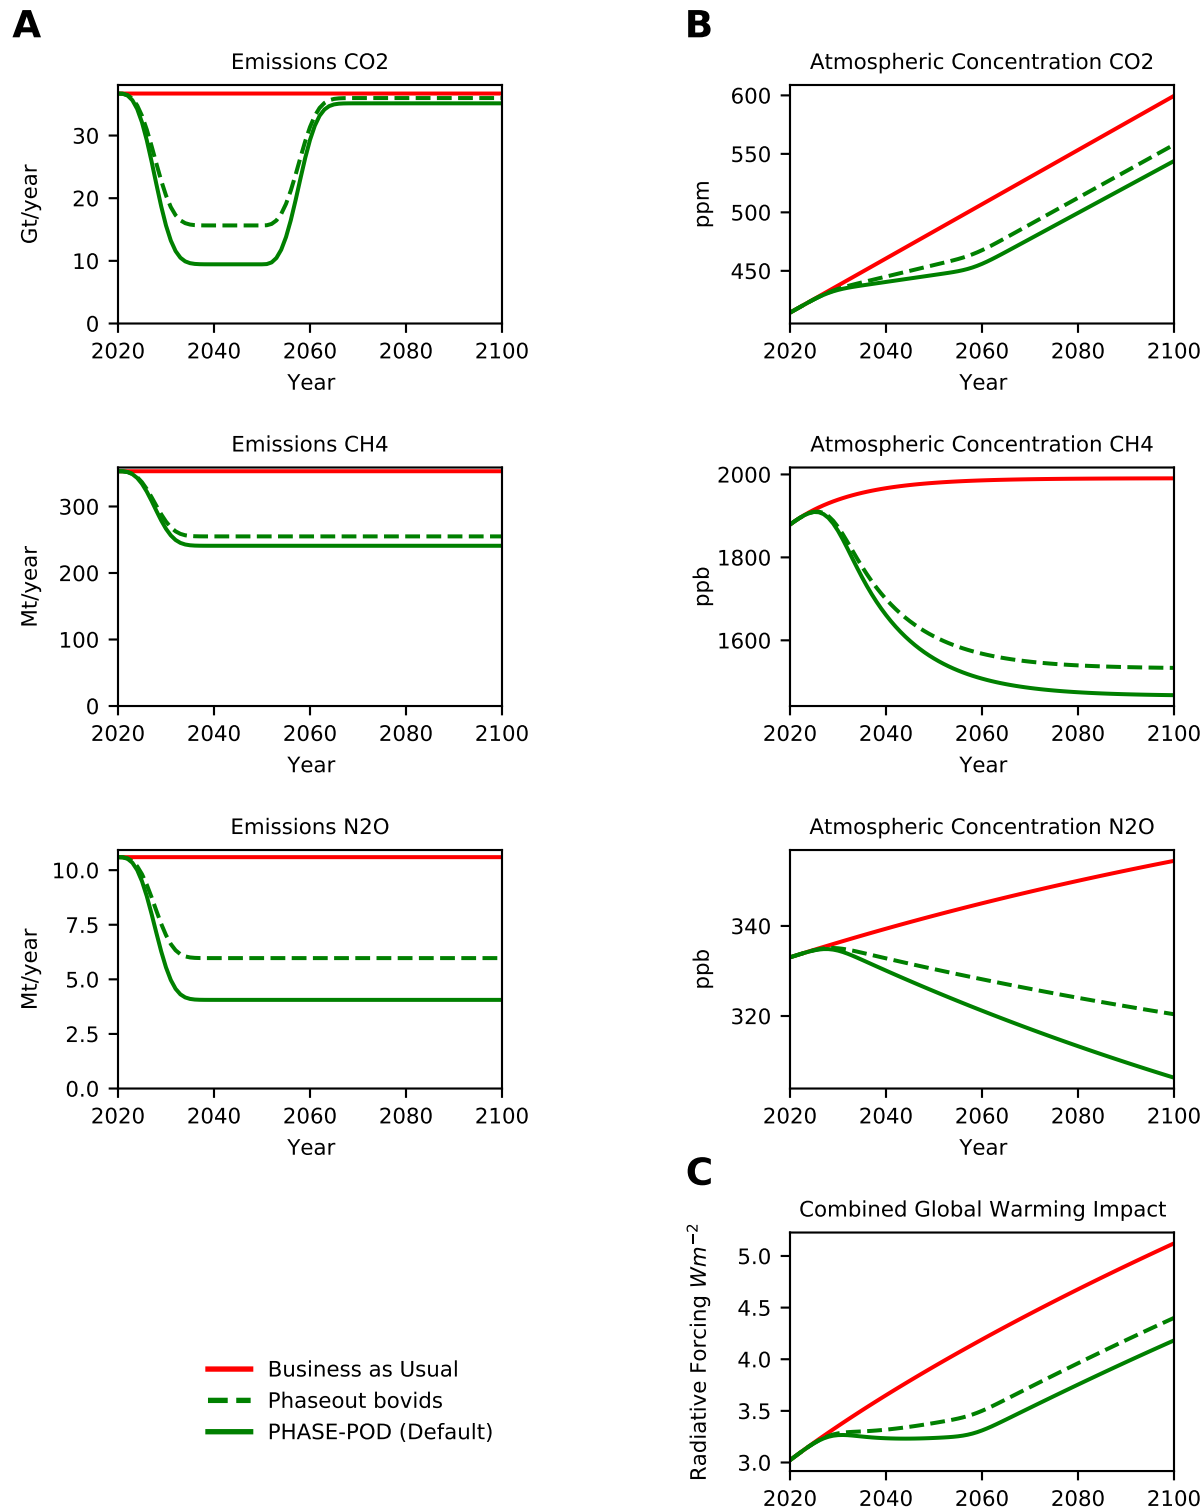 A
Emissions CO2
Gt/year
30
20
10
0
2020 2040 2060 2080 2100
Year
Emissions CH4
Mt/year
300
200
100
0
2020 2040 2060 2080 2100
Year
Emissions N2O
Mt/year
10.0
7.5
5.0
2.5
0.0
2020 2040 2060 2080 2100
Year
Business as Usual
Phaseout bovids
PHASE-POD (Default)
B
Atmospheric Concentration CO2
ppm
600
550
500
450
2020 2040 2060 2080 2100
Year
Atmospheric Concentration CH4
ppb
2000
1800
1600
2020 2040 2060 2080 2100
Year
Atmospheric Concentration N2O
ppb
340
320
2020 2040 2060 2080 2100
Year
C
Combined Global Warming Impact
Radiative Forcing Wm⁻²
5.0
4.5
4.0
3.5
3.0
2020 2040 2060 2080 2100